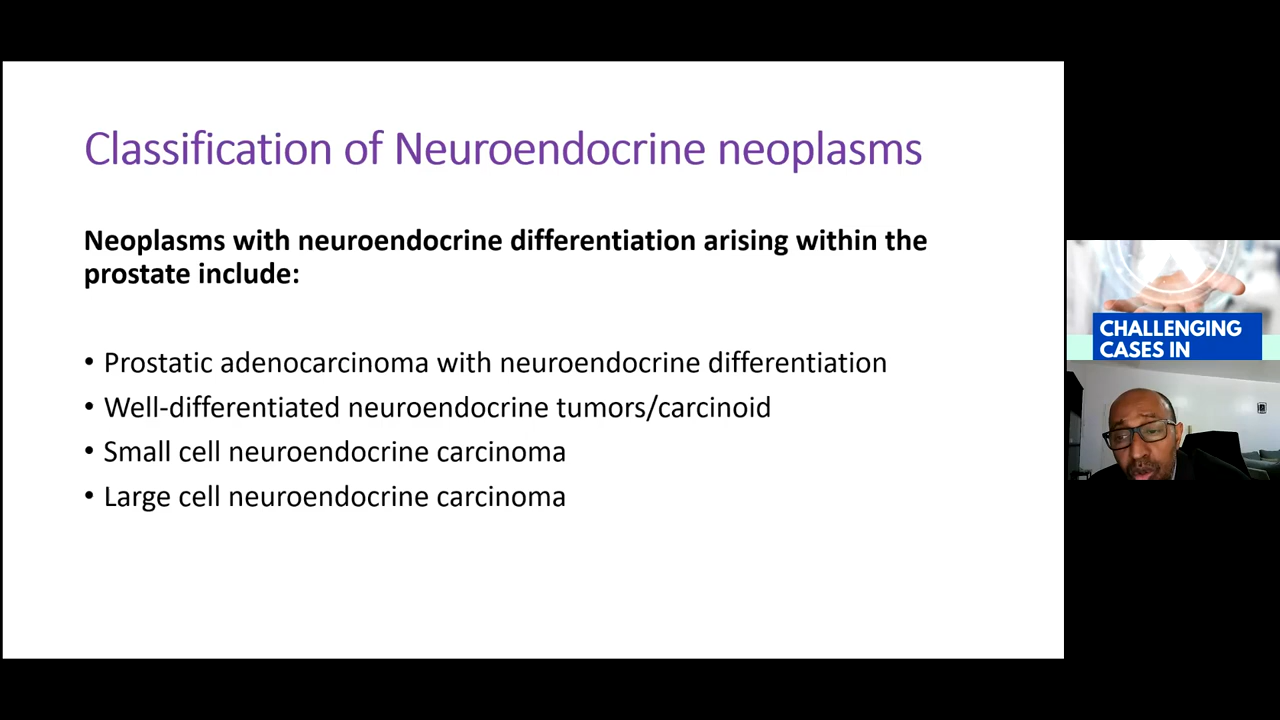 Classification of Neuroendocrine neoplasms
Neoplasms with neuroendocrine differentiation arising within the
prostate include:
• Prostatic adenocarcinoma with neuroendocrine differentiation
• Well-differentiated neuroendocrine tumors/carcinoid
• Small cell neuroendocrine carcinoma
• Large cell neuroendocrine carcinoma
CHALLENGING
CASES IN